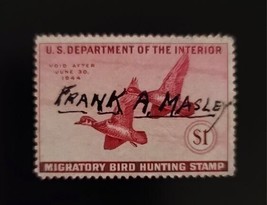 U.S. DEPARTMENT OF THE INTERIOR
VOID AFTER
JUNE 30,
1944
FRANK A. MASLEY
$1
MIGRATORY BIRD HUNTING STAMP